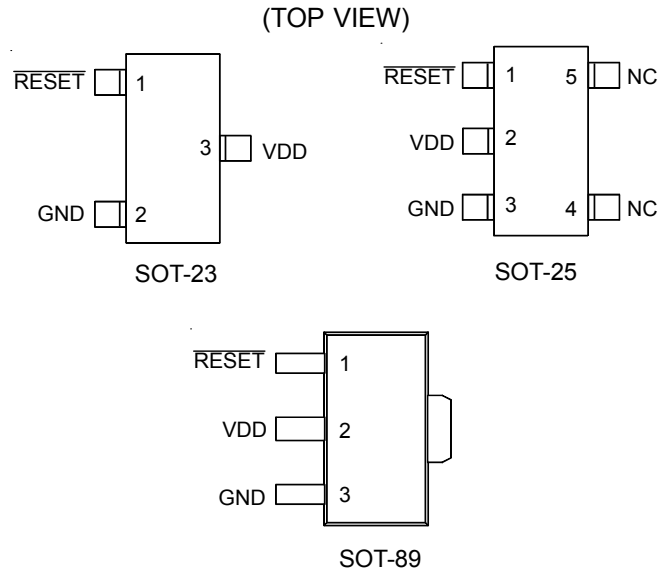 (TOP VIEW)
RESET 1
3 VDD
GND 2
SOT-23
RESET 1 5 NC
VDD 2
GND 3 4 NC
SOT-25
RESET 1
VDD 2
GND 3
SOT-89